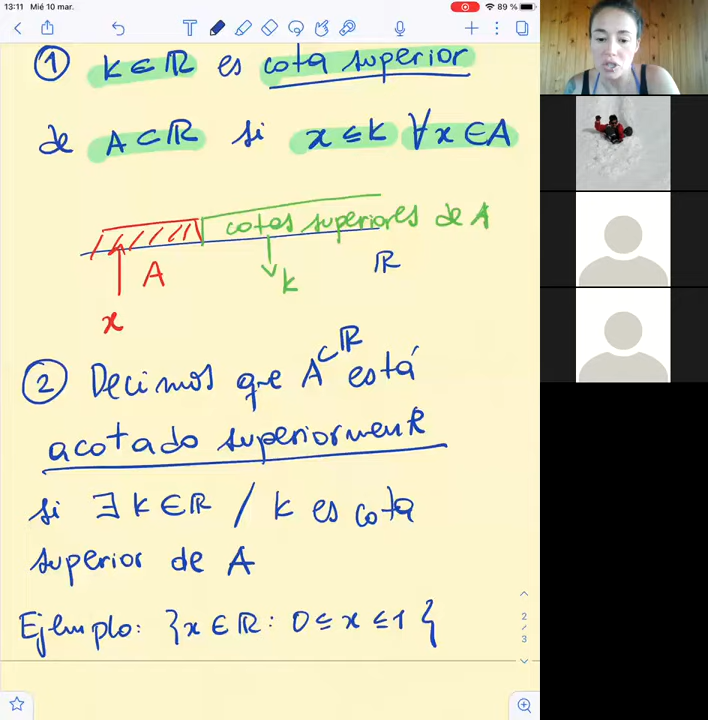 13:11 Mié 10 mar.
89 %
T
① k∈ℝ es cota superior
de A⊂ℝ si x≤k ∀x∈A
cotas superiores de A
A
k
ℝ
x
② Decimos que A⊂ℝ está
acotado superiormente
si ∃ k∈ℝ / k es cota
superior de A
Ejemplo: }x∈ℝ: 0≤x≤1{
2
/
3